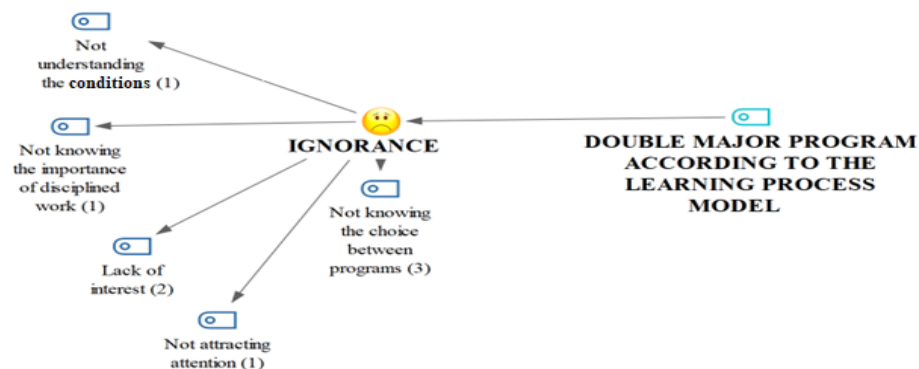 Not
understanding
the conditions (1)
IGNORANCE
DOUBLE MAJOR PROGRAM
ACCORDING TO THE
LEARNING PROCESS
MODEL
Not knowing
the importance
of disciplined
work (1)
Not knowing
the choice
between
programs (3)
Lack of
interest (2)
Not attracting
attention (1)